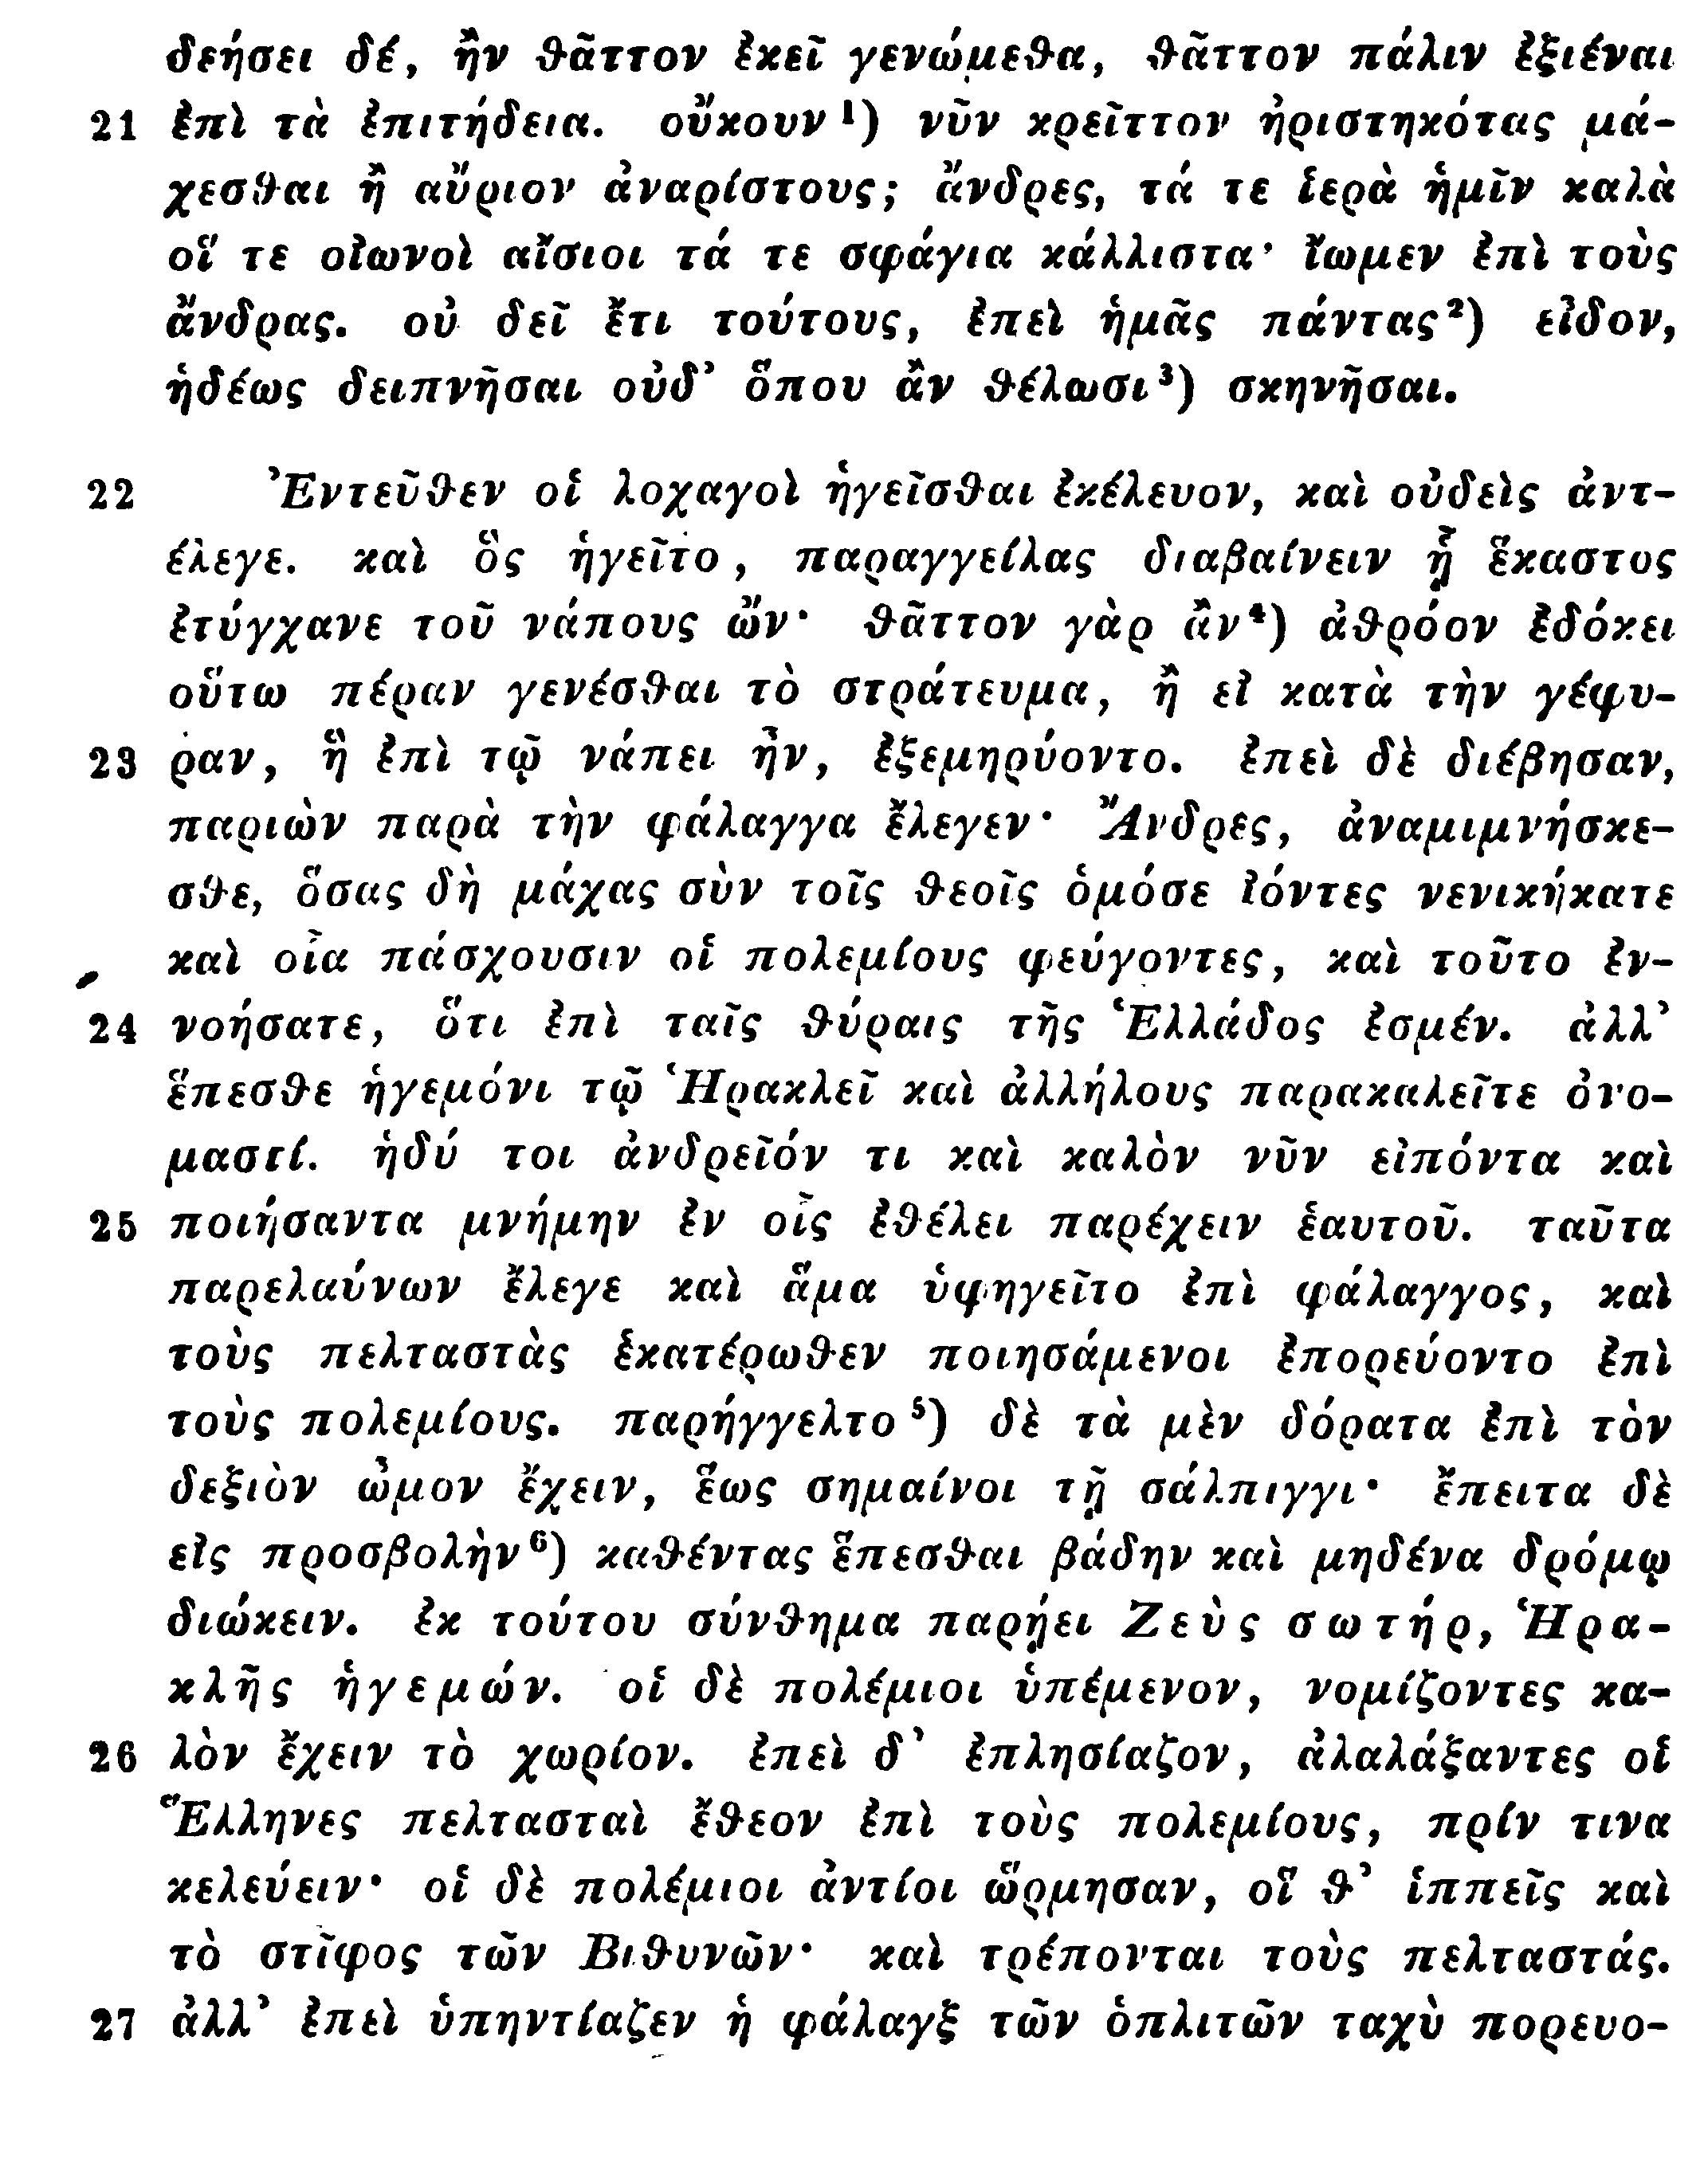 δεήσει δέ, ἢν θᾶττον ἐκεῖ γενώμεθα, θᾶττον πάλιν ἐξιέναι
21 ἐπὶ τὰ ἐπιτήδεια. οὔκουν ¹) νῦν κρεῖττον ἠριστηκότας μά-
χεσθαι ἢ αὔριον ἀναρίστους; ἄνδρες, τά τε ἱερὰ ἡμῖν καλὰ
οἵ τε οἰωνοὶ αἴσιοι τά τε σφάγια κάλλιστα· ἴωμεν ἐπὶ τοὺς
ἄνδρας. οὐ δεῖ ἔτι τούτους, ἐπεὶ ἡμᾶς πάντας²) εἶδον,
ἡδέως δειπνῆσαι οὐδ’ ὅπου ἂν θέλωσι³) σκηνῆσαι.
22 Ἐντεῦθεν οἱ λοχαγοὶ ἡγεῖσθαι ἐκέλευον, καὶ οὐδεὶς ἀντ-
έλεγε. καὶ ὃς ἡγεῖτο, παραγγείλας διαβαίνειν ᾗ ἕκαστος
ἐτύγχανε τοῦ νάπους ὤν· θᾶττον γὰρ ἂν⁴) ἀθρόον ἐδόκει
οὕτω πέραν γενέσθαι τὸ στράτευμα, ἢ εἰ κατὰ τὴν γέφυ-
23 ραν, ἣ ἐπὶ τῷ νάπει ἦν, ἐξεμηρύοντο. ἐπεὶ δὲ διέβησαν,
παριὼν παρὰ τὴν φάλαγγα ἔλεγεν· Ἄνδρες, ἀναμιμνήσκε-
σθε, ὅσας δὴ μάχας σὺν τοῖς θεοῖς ὁμόσε ἰόντες νενικήκατε
καὶ οἷα πάσχουσιν οἱ πολεμίους φεύγοντες, καὶ τοῦτο ἐν-
24 νοήσατε, ὅτι ἐπὶ ταῖς θύραις τῆς Ἑλλάδος ἐσμέν. ἀλλ’
ἕπεσθε ἡγεμόνι τῷ Ἡρακλεῖ καὶ ἀλλήλους παρακαλεῖτε ὀνο-
μαστί. ἡδύ τοι ἀνδρεῖόν τι καὶ καλὸν νῦν εἰπόντα καὶ
25 ποιήσαντα μνήμην ἐν οἷς ἐθέλει παρέχειν ἑαυτοῦ. ταῦτα
παρελαύνων ἔλεγε καὶ ἅμα ὑφηγεῖτο ἐπὶ φάλαγγος, καὶ
τοὺς πελταστὰς ἑκατέρωθεν ποιησάμενοι ἐπορεύοντο ἐπὶ
τοὺς πολεμίους. παρήγγελτο ⁵) δὲ τὰ μὲν δόρατα ἐπὶ τὸν
δεξιὸν ὦμον ἔχειν, ἕως σημαίνοι τῇ σάλπιγγι· ἔπειτα δὲ
εἰς προσβολὴν⁶) καθέντας ἕπεσθαι βάδην καὶ μηδένα δρόμῳ
διώκειν. ἐκ τούτου σύνθημα παρῄει Ζεὺς σωτήρ, Ἡρα-
κλῆς ἡγεμών. οἱ δὲ πολέμιοι ὑπέμενον, νομίζοντες κα-
26 λὸν ἔχειν τὸ χωρίον. ἐπεὶ δ’ ἐπλησίαζον, ἀλαλάξαντες οἱ
Ἕλληνες πελτασταὶ ἔθεον ἐπὶ τοὺς πολεμίους, πρίν τινα
κελεύειν· οἱ δὲ πολέμιοι ἀντίοι ὥρμησαν, οἵ θ’ ἱππεῖς καὶ
τὸ στῖφος τῶν Βιθυνῶν· καὶ τρέπονται τοὺς πελταστάς.
27 ἀλλ’ ἐπεὶ ὑπηντίαζεν ἡ φάλαγξ τῶν ὁπλιτῶν ταχὺ πορευο-